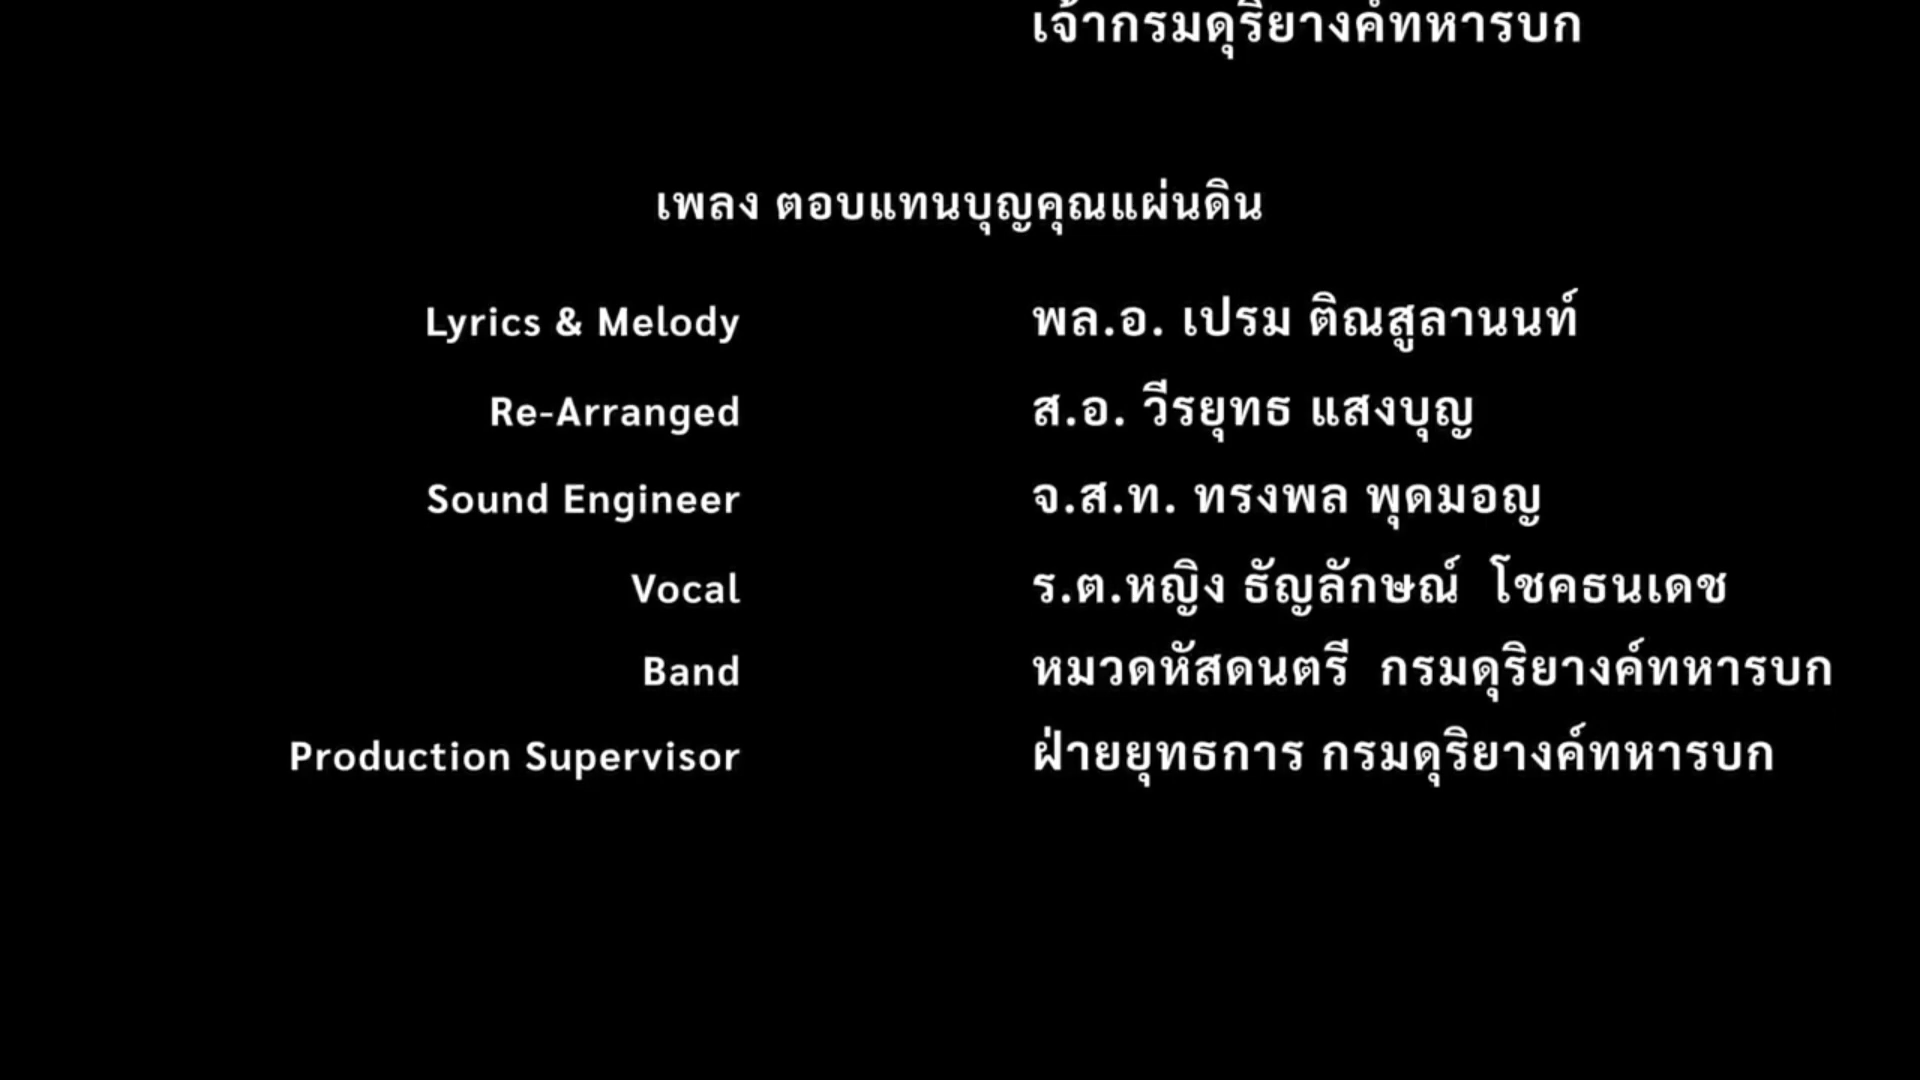 เจ้ากรมดุริยางค์ทหารบก
เพลง ตอบแทนบุญคุณแผ่นดิน
Lyrics & Melody พล.อ. เปรม ติณสูลานนท์
Re-Arranged ส.อ. วีรยุทธ แสงบุญ
Sound Engineer จ.ส.ท. ทรงพล พุดมอญ
Vocal ร.ต.หญิง ธัญลักษณ์ โชคธนเดช
Band หมวดหัสดนตรี กรมดุริยางค์ทหารบก
Production Supervisor ฝ่ายยุทธการ กรมดุริยางค์ทหารบก